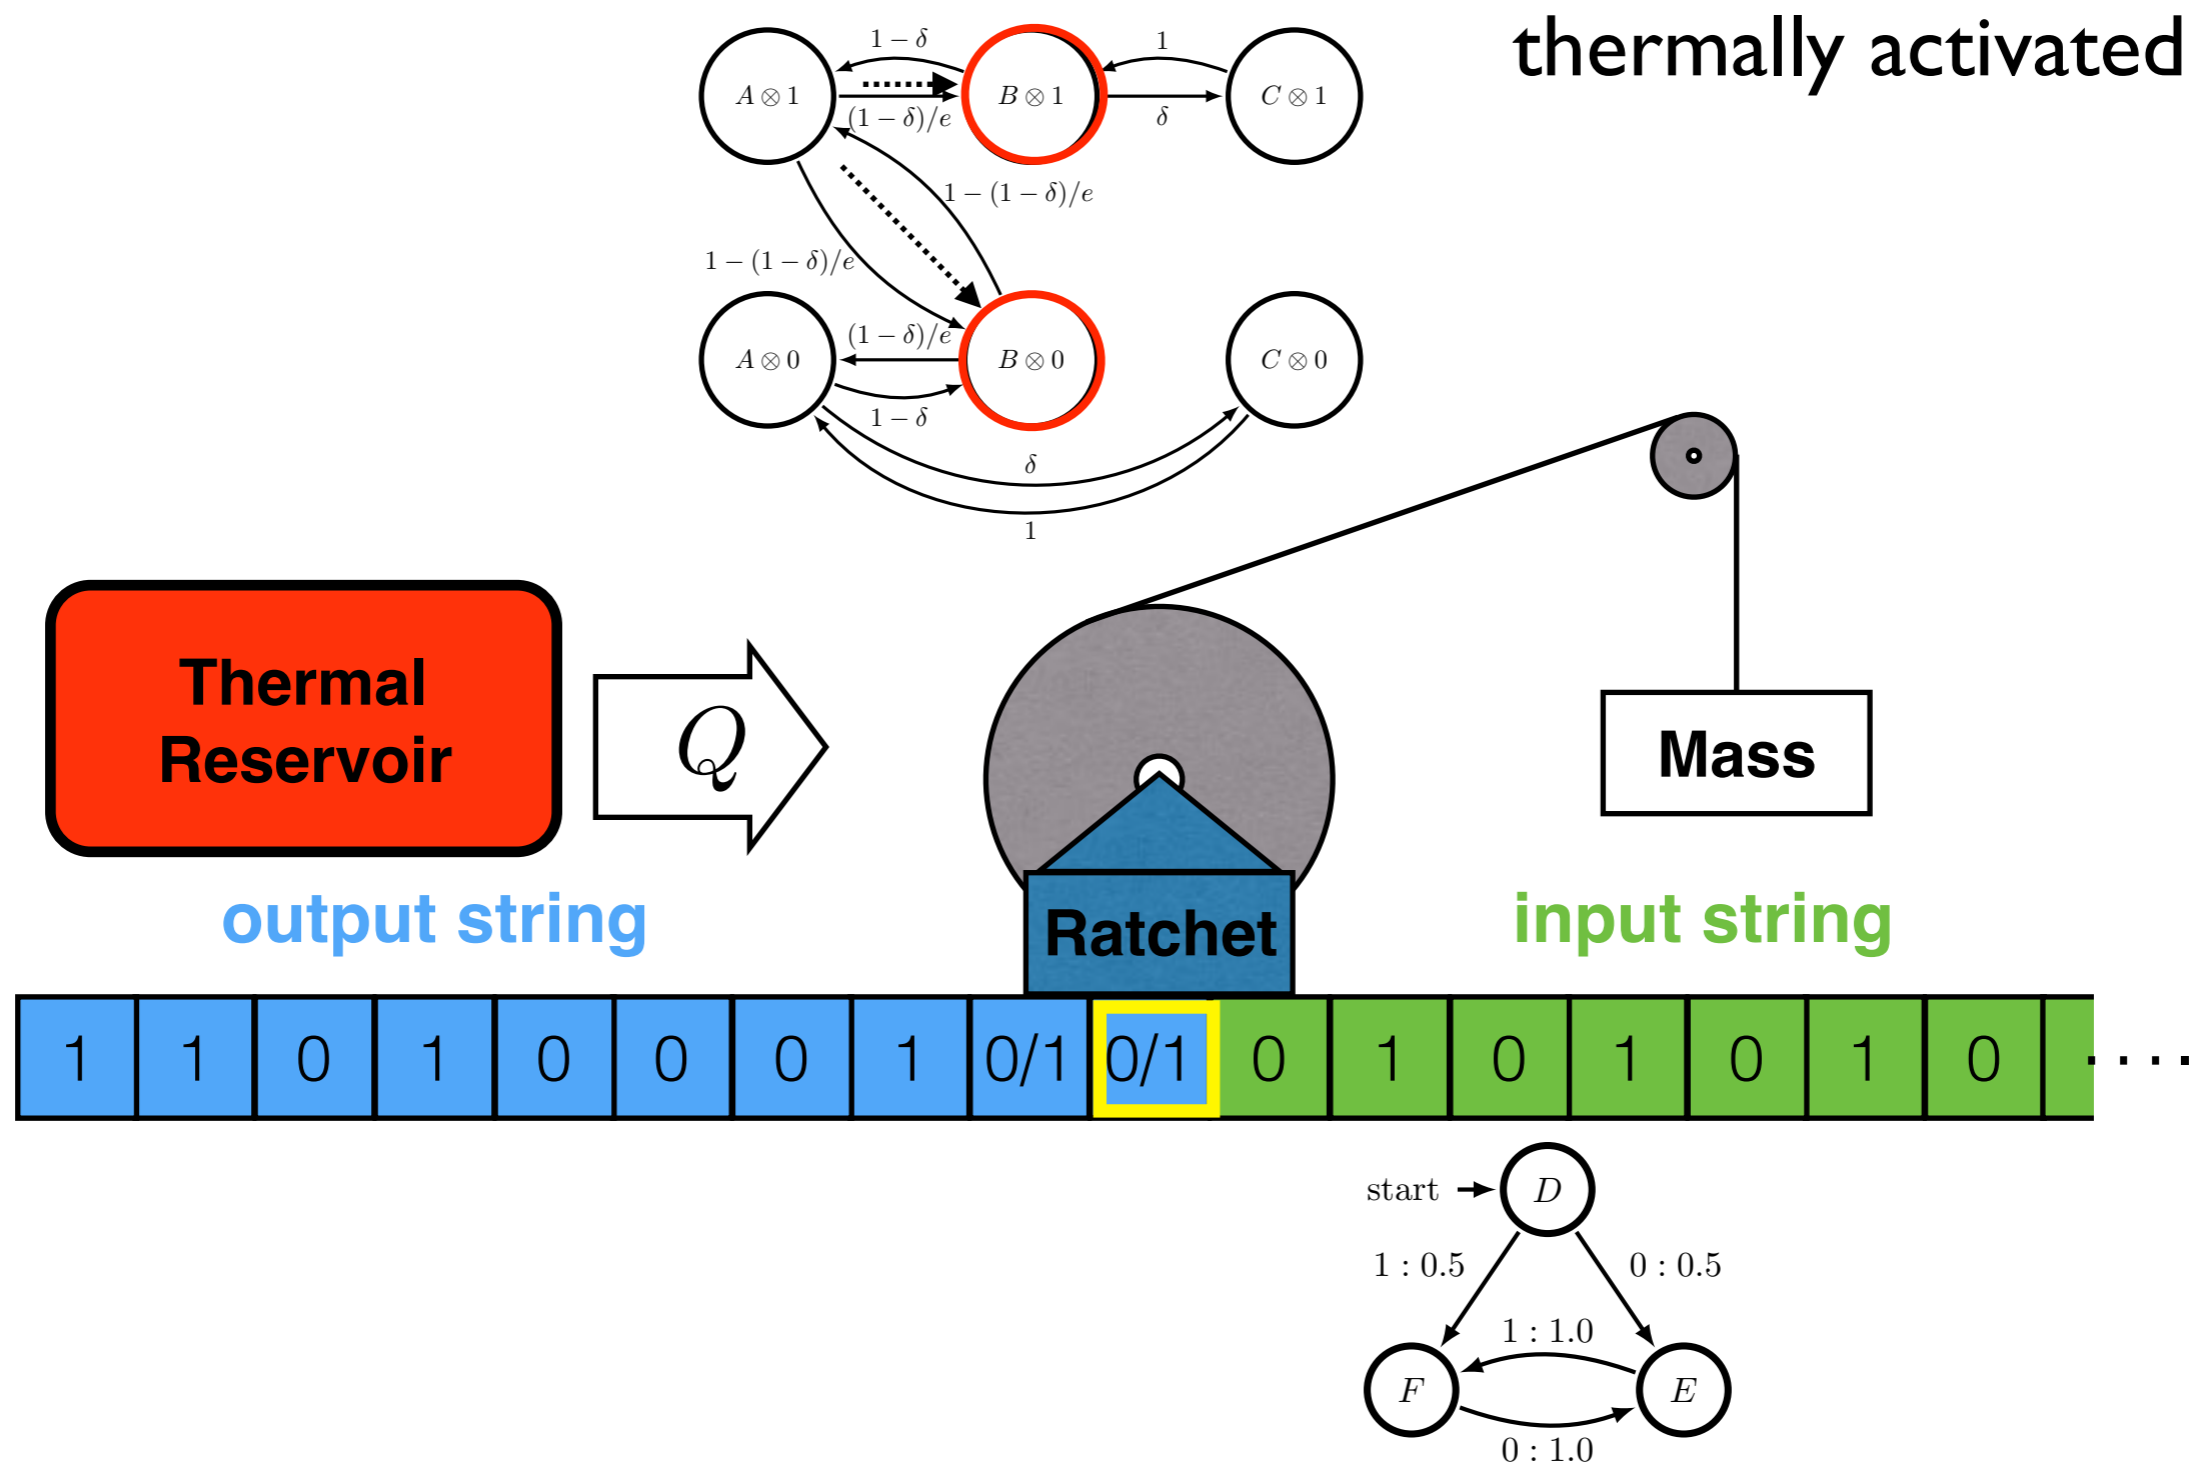 thermally activated
1 − δ
1
A ⊗ 1
B ⊗ 1
C ⊗ 1
(1 − δ)/e
δ
1 − (1 − δ)/e
1 − (1 − δ)/e
(1 − δ)/e
A ⊗ 0
B ⊗ 0
C ⊗ 0
1 − δ
δ
1
Thermal
Reservoir
Q
Mass
output string
Ratchet
input string
1 1 0 1 0 0 0 1 0/1 0/1 0 1 0 1 0 1 0 ....
start
D
1 : 0.5
0 : 0.5
1 : 1.0
F
E
0 : 1.0